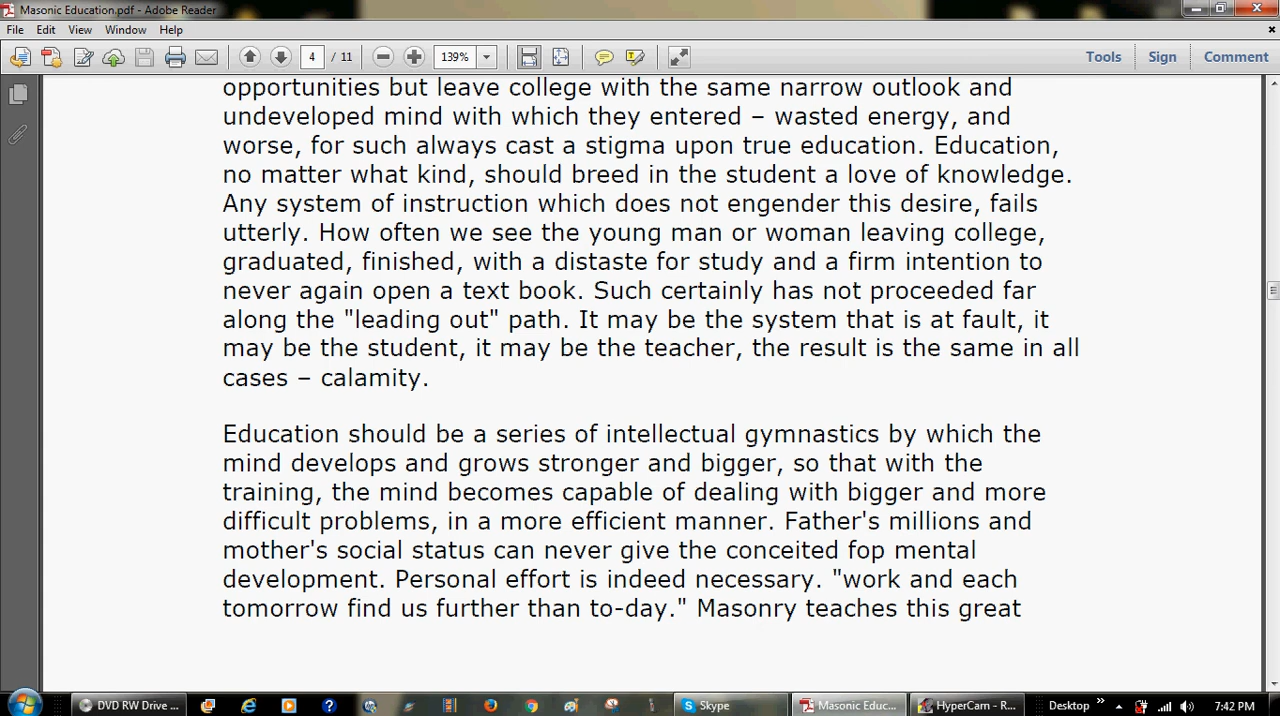 Masonic Education.pdf - Adobe Reader
File Edit View Window Help
4 / 11 139% Tools Sign Comment
opportunities but leave college with the same narrow outlook and
undeveloped mind with which they entered – wasted energy, and
worse, for such always cast a stigma upon true education. Education,
no matter what kind, should breed in the student a love of knowledge.
Any system of instruction which does not engender this desire, fails
utterly. How often we see the young man or woman leaving college,
graduated, finished, with a distaste for study and a firm intention to
never again open a text book. Such certainly has not proceeded far
along the "leading out" path. It may be the system that is at fault, it
may be the student, it may be the teacher, the result is the same in all
cases – calamity.
Education should be a series of intellectual gymnastics by which the
mind develops and grows stronger and bigger, so that with the
training, the mind becomes capable of dealing with bigger and more
difficult problems, in a more efficient manner. Father's millions and
mother's social status can never give the conceited fop mental
development. Personal effort is indeed necessary. "work and each
tomorrow find us further than to-day." Masonry teaches this great
DVD RW Drive ... Skype Masonic Educ... HyperCam - R... Desktop » 7:42 PM